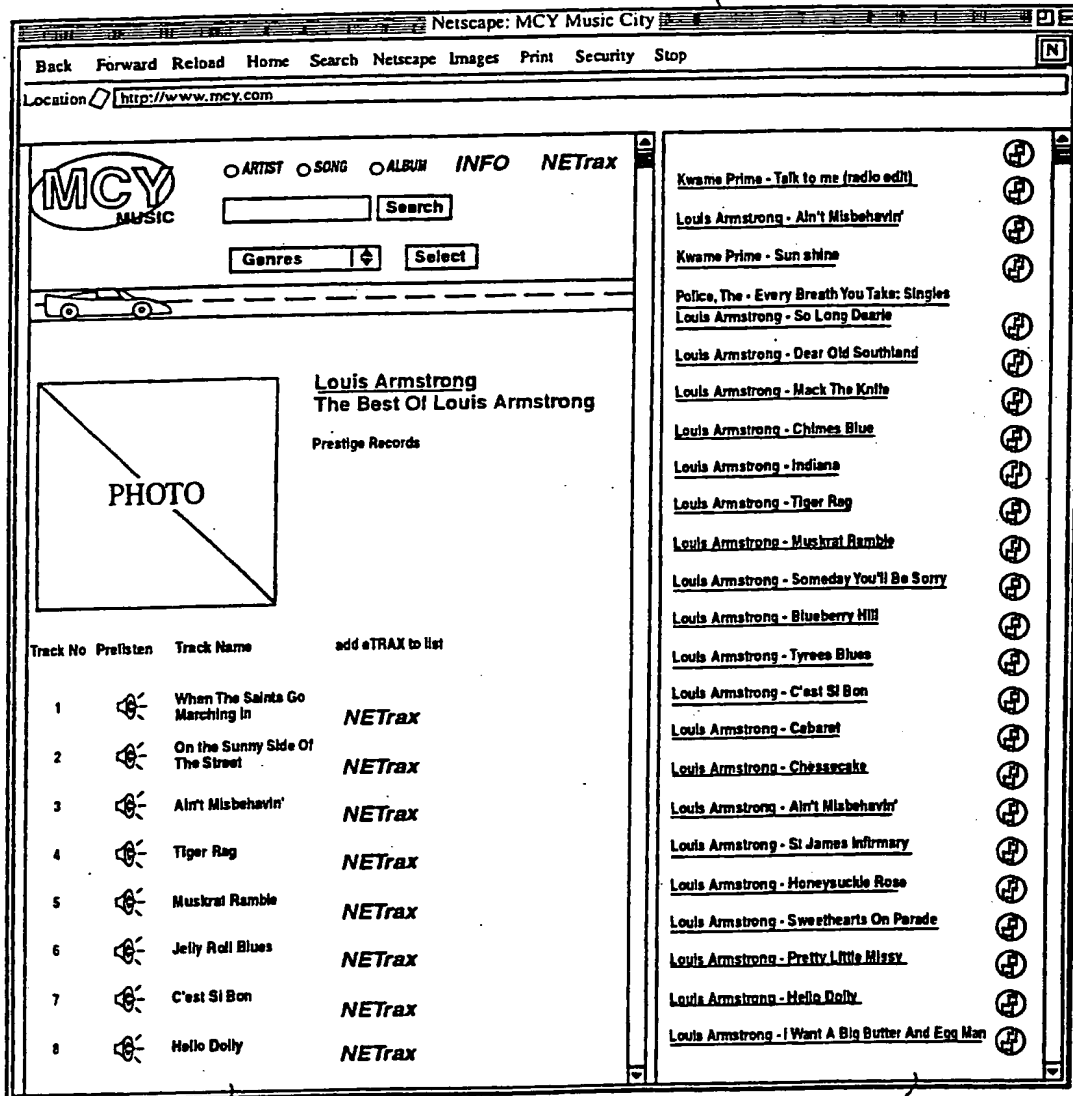 Netscape: MCY Music City
Back Forward Reload Home Search Netscape Images Print Security Stop
N
Location http://www.mcy.com
MCY
MUSIC
ARTIST SONG ALBUM INFO NETrax
Search
Genres Select
Louis Armstrong
The Best Of Louis Armstrong
Prestige Records
PHOTO
Track No Prelisten Track Name add eTRAX to list
1 When The Saints Go
Marching In NETrax
2 On the Sunny Side Of
The Street NETrax
3 Ain't Misbehavin' NETrax
4 Tiger Rag NETrax
5 Muskrat Ramble NETrax
6 Jelly Roll Blues NETrax
7 C'est Si Bon NETrax
8 Hello Dolly NETrax
Kwame Prime - Talk to me (radio edit)
Louis Armstrong - Ain't Misbehavin'
Kwame Prime - Sun shine
Police, The - Every Breath You Take: Singles
Louis Armstrong - So Long Dearie
Louis Armstrong - Dear Old Southland
Louis Armstrong - Mack The Knife
Louis Armstrong - Chimes Blue
Louis Armstrong - Indiana
Louis Armstrong - Tiger Rag
Louis Armstrong - Muskrat Ramble
Louis Armstrong - Someday You'll Be Sorry
Louis Armstrong - Blueberry Hill
Louis Armstrong - Tyrees Blues
Louis Armstrong - C'est Si Bon
Louis Armstrong - Cabaret
Louis Armstrong - Chessecake
Louis Armstrong - Ain't Misbehavin'
Louis Armstrong - St James Infirmary
Louis Armstrong - Honeysuckle Rose
Louis Armstrong - Sweethearts On Parade
Louis Armstrong - Pretty Little Missy
Louis Armstrong - Hello Dolly
Louis Armstrong - I Want A Big Butter And Egg Man